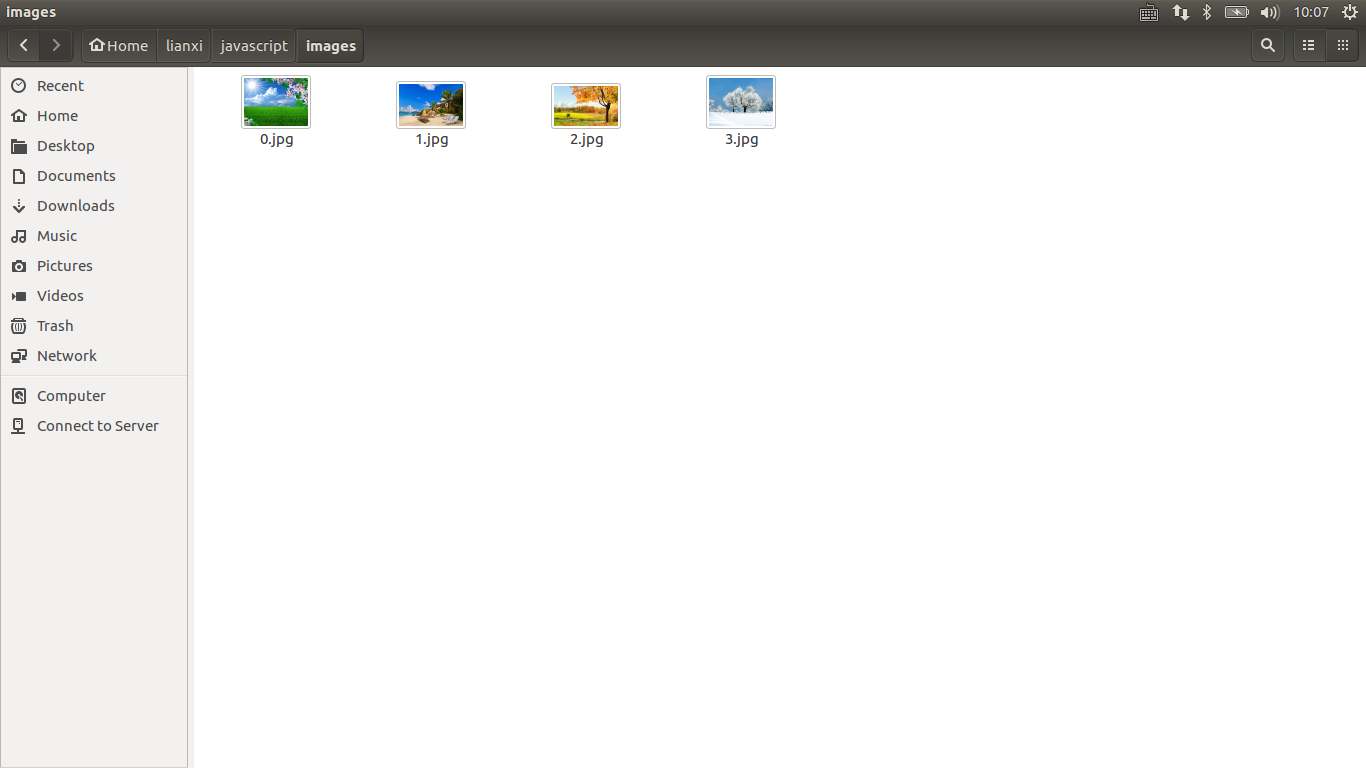 images
10:07
Home lianxi javascript images
Recent
Home
Desktop
Documents
Downloads
Music
Pictures
Videos
Trash
Network
Computer
Connect to Server
0.jpg 1.jpg 2.jpg 3.jpg